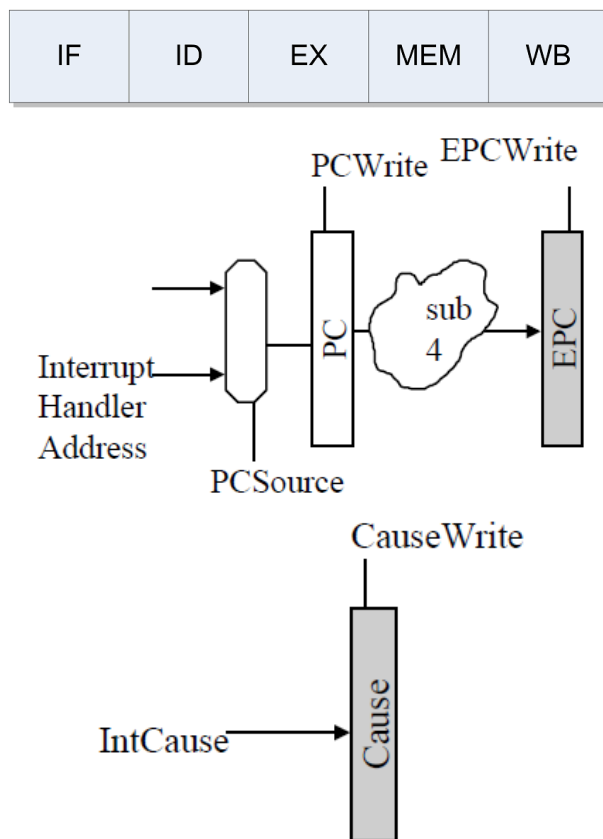 IF ID EX MEM WB
PCWrite EPCWrite
PC
sub
4
EPC
Interrupt
Handler
Address
PCSource
CauseWrite
IntCause
Cause